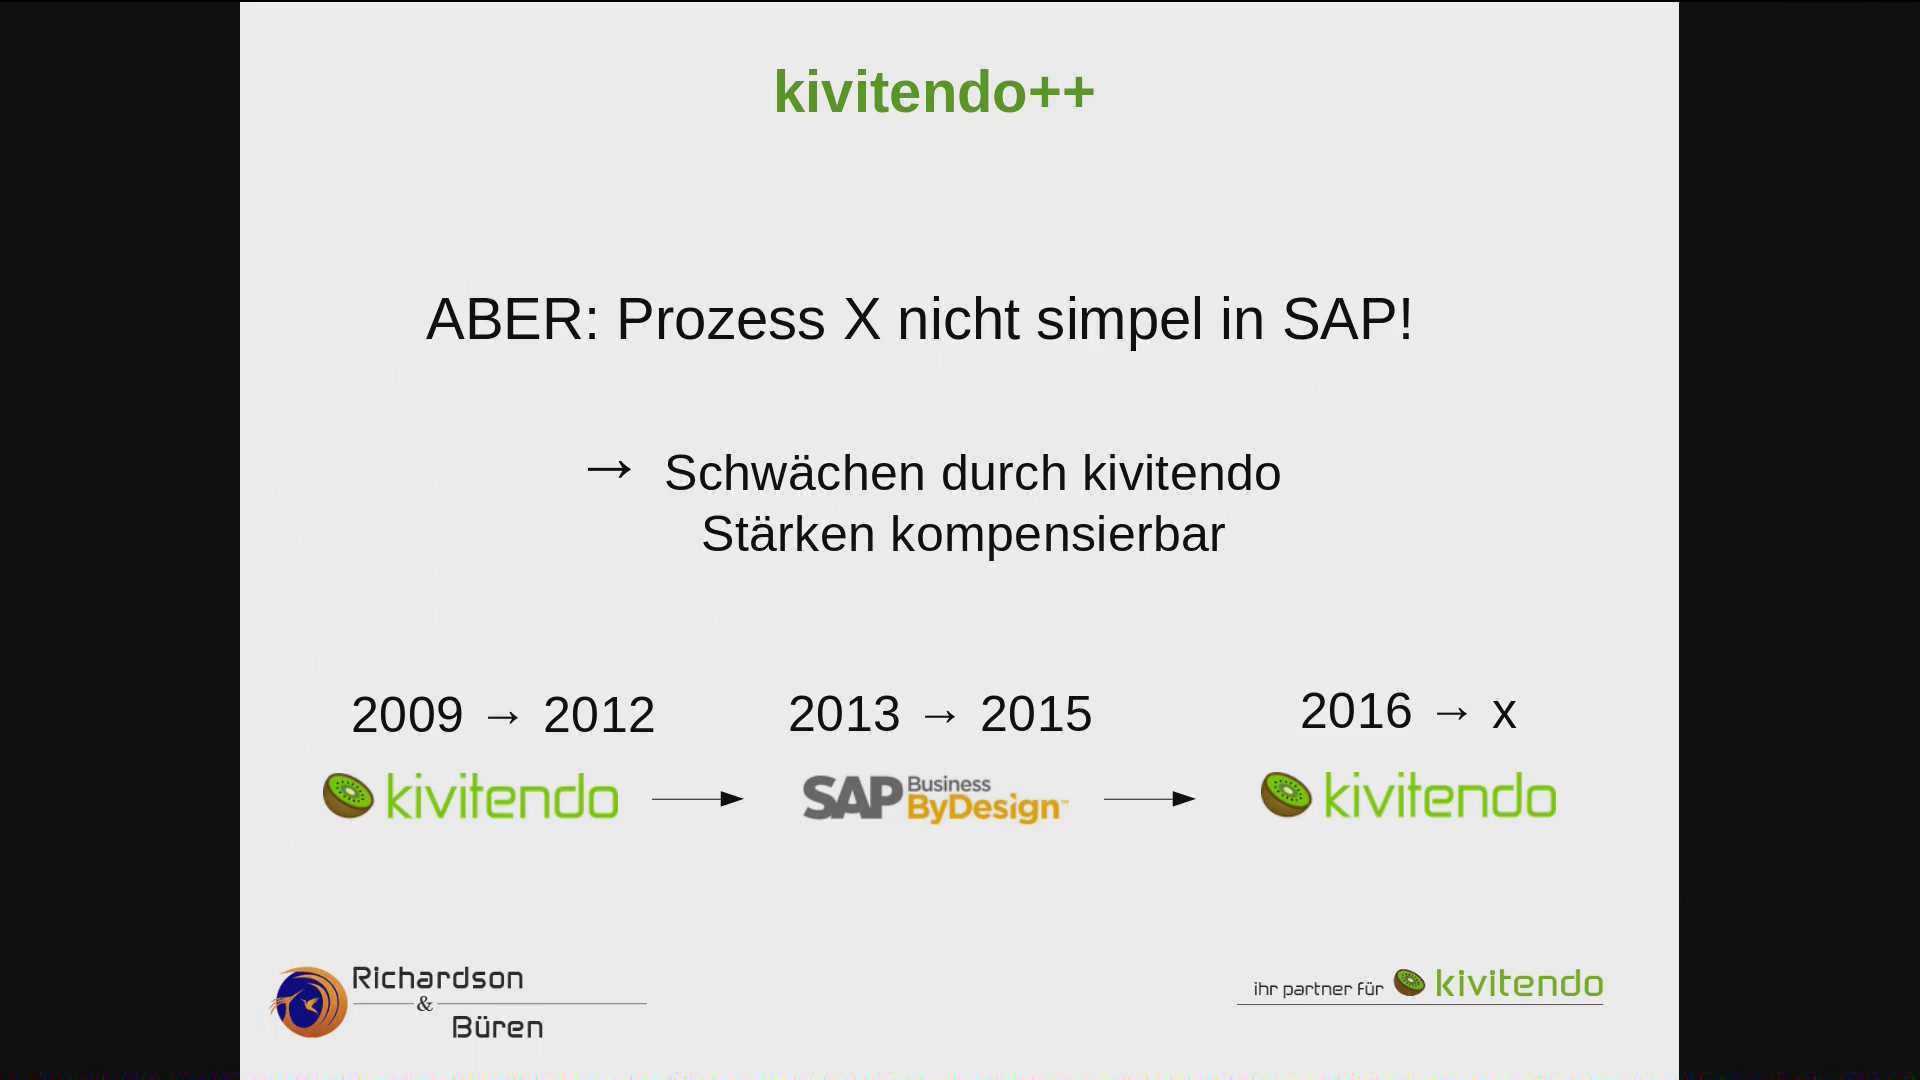 kivitendo++
ABER: Prozess X nicht simpel in SAP!
→ Schwächen durch kivitendo
Stärken kompensierbar
2009 → 2012
2013 → 2015
2016 → x
kivitendo
SAP Business ByDesign™
kivitendo
Richardson
&
Büren
ihr partner für kivitendo